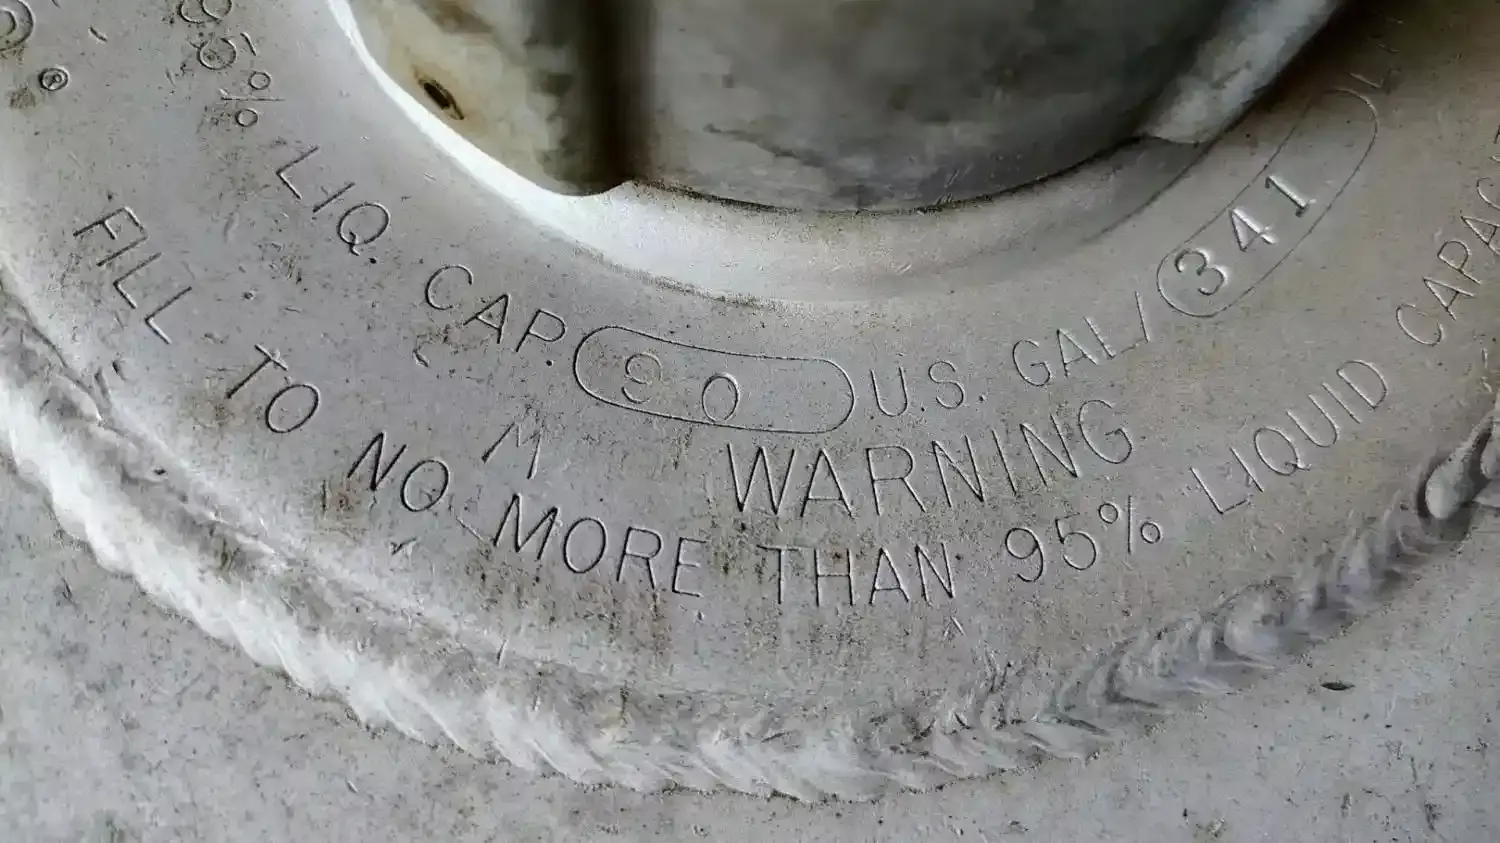 ®
95% LIQ. CAP. 90 U.S. GAL/ 341 L
M WARNING
FILL TO NO MORE THAN 95% LIQUID